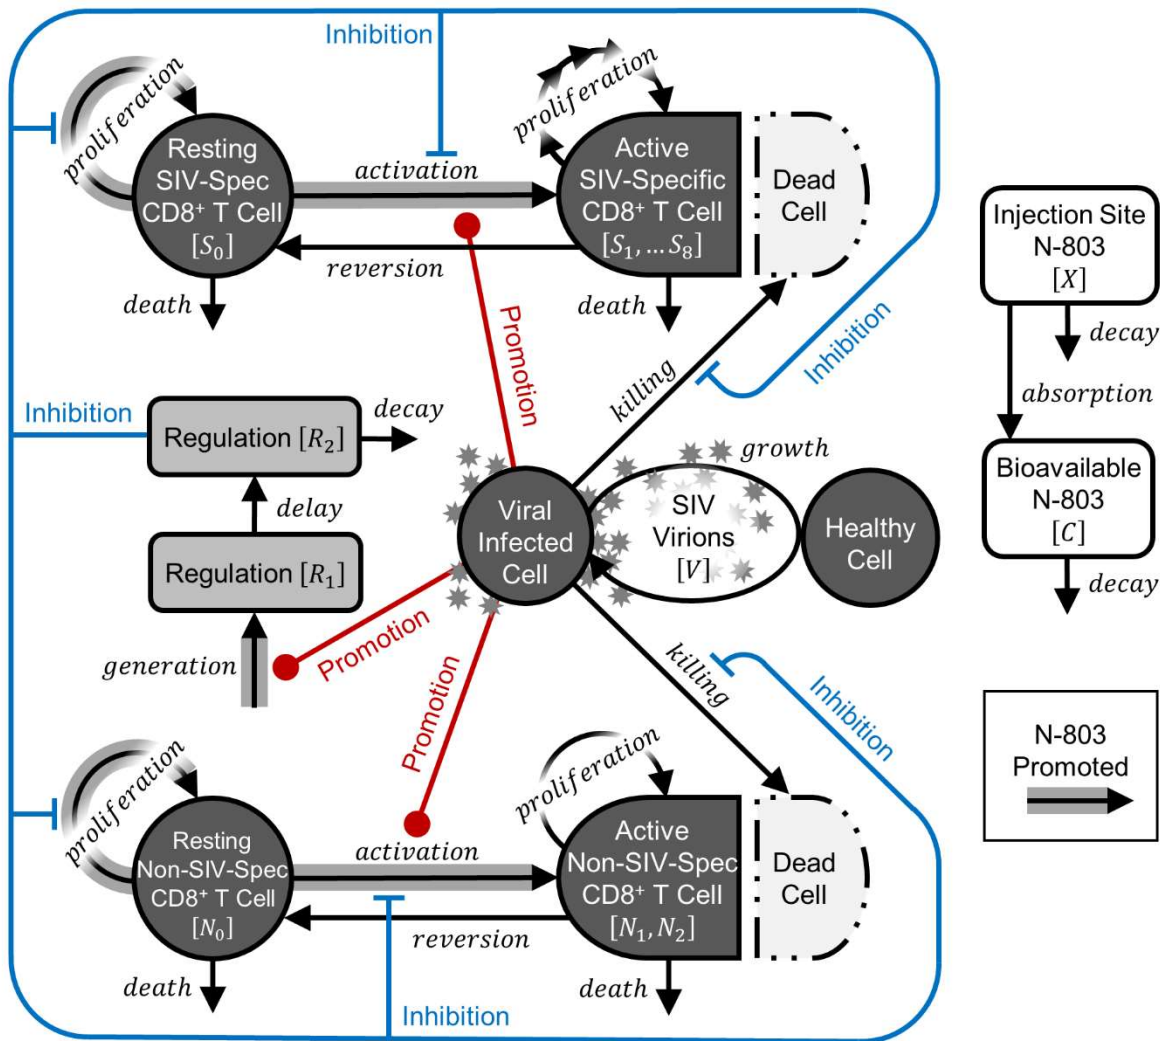 Inhibition
proliferation
Resting
SIV-Spec
CD8⁺ T Cell
[S₀]
activation
reversion
death
proliferation
Active
SIV-Specific
CD8⁺ T Cell
[S₁, … S₈]
death
Dead
Cell
Promotion
killing
Inhibition
Injection Site
N-803
[X]
decay
absorption
Bioavailable
N-803
[C]
decay
Inhibition
Regulation [R₂]
decay
delay
Regulation [R₁]
generation
Promotion
Promotion
Viral
Infected
Cell
growth
SIV
Virions
[V]
Healthy
Cell
killing
Inhibition
N-803
Promoted
proliferation
Resting
Non-SIV-Spec
CD8⁺ T Cell
[N₀]
activation
reversion
death
proliferation
Active
Non-SIV-Spec
CD8⁺ T Cell
[N₁, N₂]
death
Dead
Cell
Inhibition